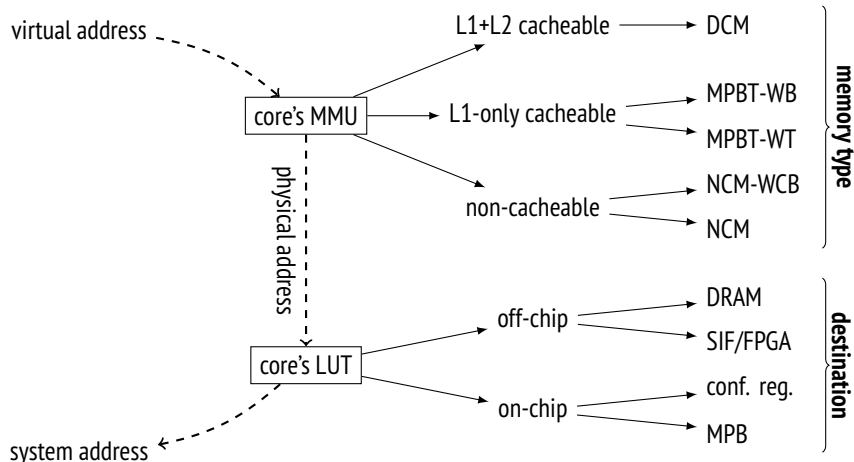 virtual address
L1+L2 cacheable
DCM
core's MMU
L1-only cacheable
MPBT-WB
MPBT-WT
non-cacheable
NCM-WCB
NCM
memory type
physical address
core's LUT
off-chip
DRAM
SIF/FPGA
on-chip
conf. reg.
MPB
destination
system address